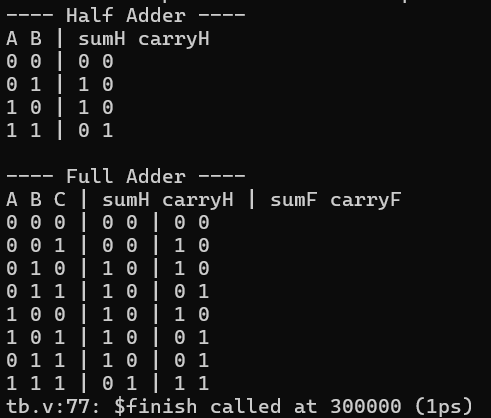 ---- Half Adder ----
A B | sumH carryH
0 0 | 0 0
0 1 | 1 0
1 0 | 1 0
1 1 | 0 1
---- Full Adder ----
A B C | sumH carryH | sumF carryF
0 0 0 | 0 0 | 0 0
0 0 1 | 0 0 | 1 0
0 1 0 | 1 0 | 1 0
0 1 1 | 1 0 | 0 1
1 0 0 | 1 0 | 1 0
1 0 1 | 1 0 | 0 1
0 1 1 | 1 0 | 0 1
1 1 1 | 0 1 | 1 1
tb.v:77: $finish called at 300000 (1ps)